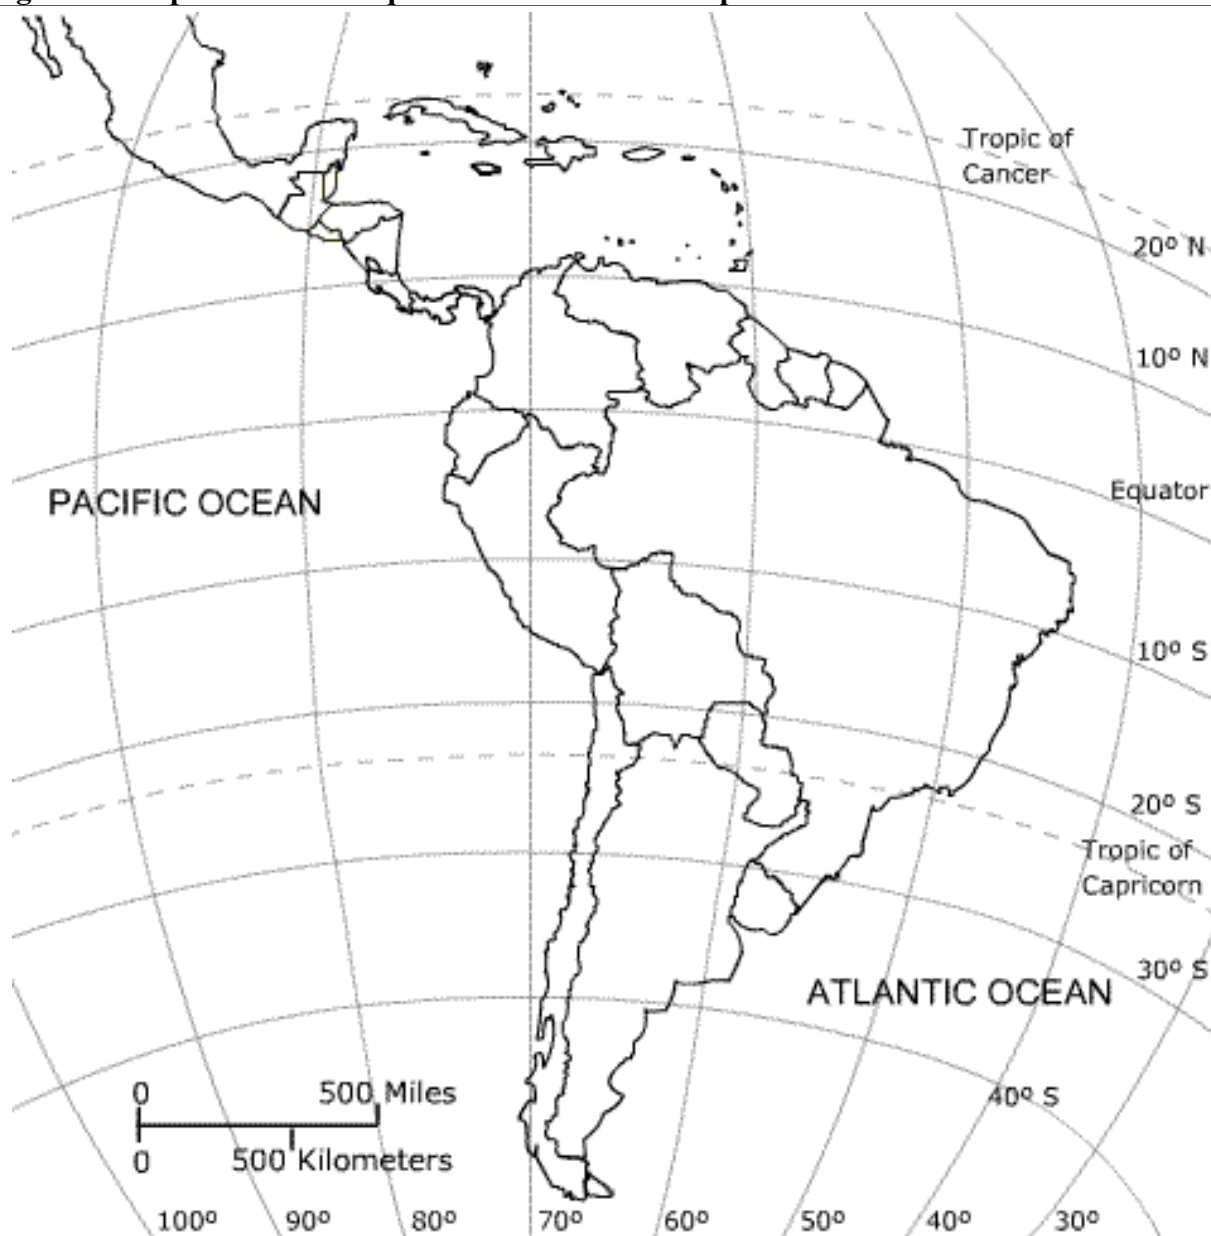 Tropic of
Cancer
20º N
10º N
PACIFIC OCEAN
Equator
10º S
20º S
Tropic of
Capricorn
30º S
ATLANTIC OCEAN
0 500 Miles
40º S
0 500 Kilometers
100º 90º 80º 70º 60º 50º 40º 30º